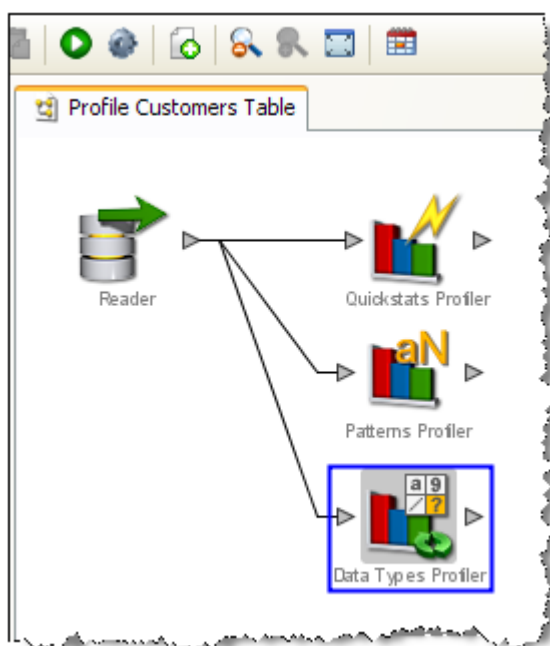 Profile Customers Table
Reader
Quickstats Profiler
aN
Patterns Profiler
a 9
/ ?
Data Types Profiler